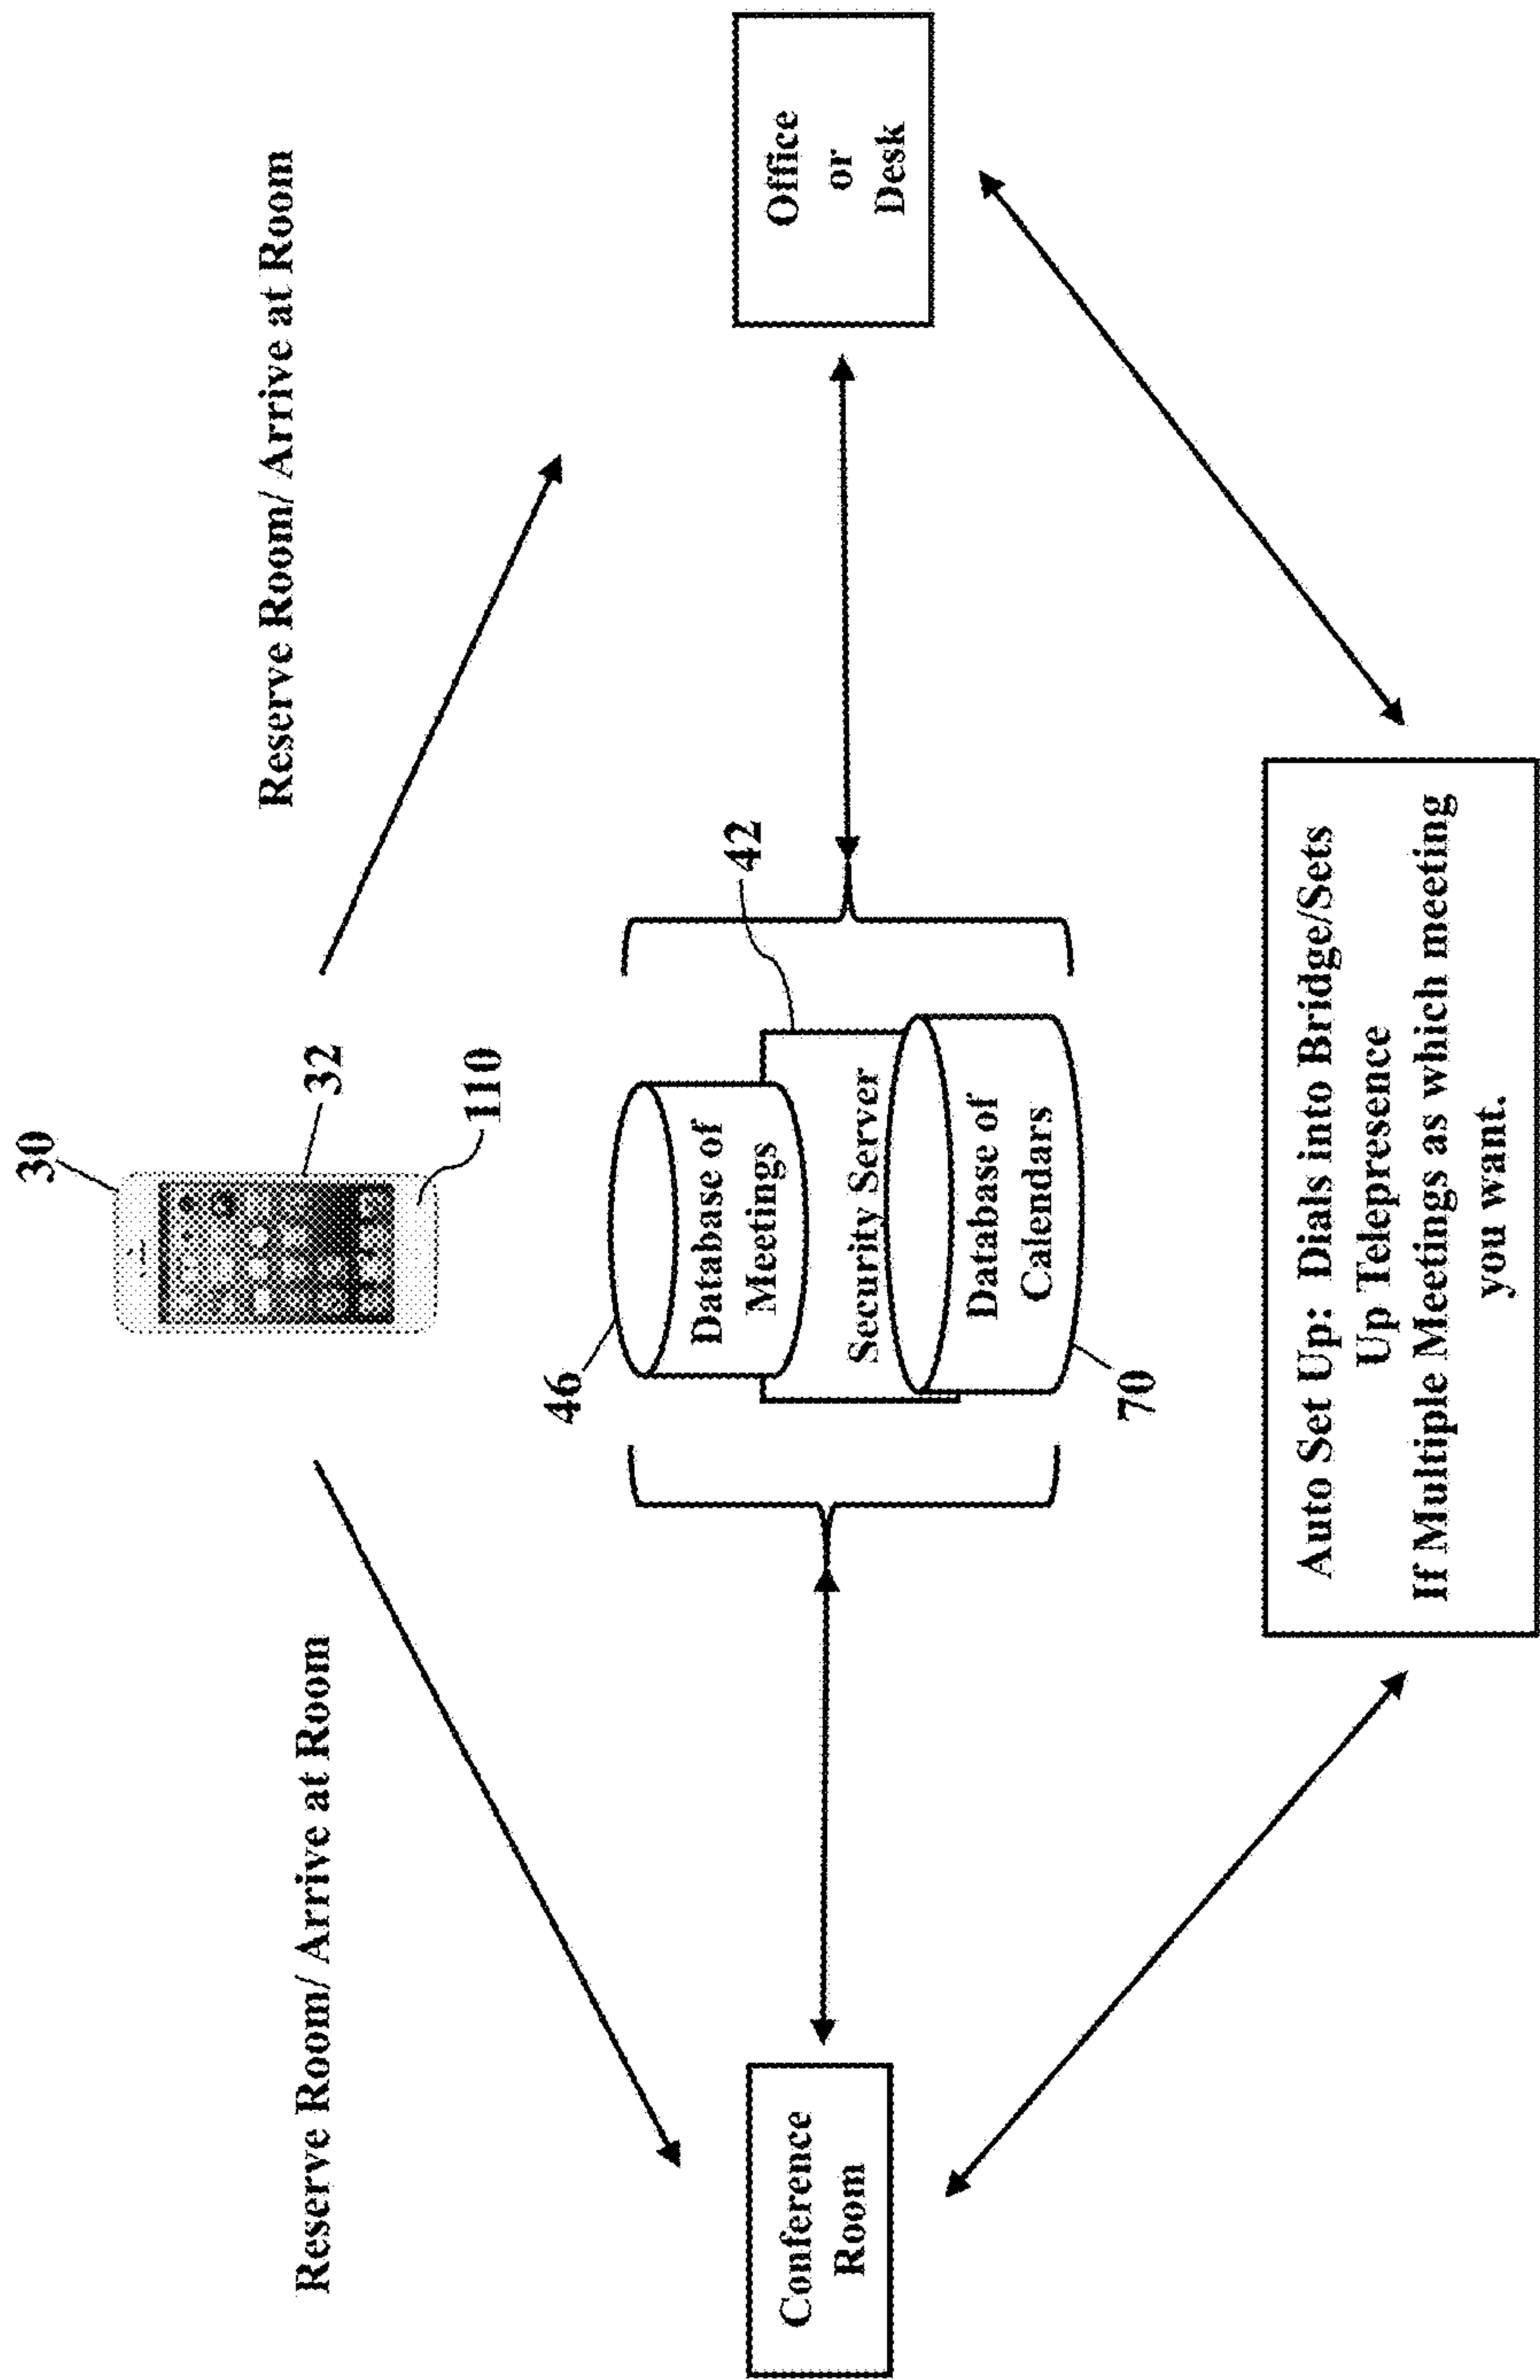 30
32
110
Reserve Room/ Arrive at Room
Reserve Room/ Arrive at Room
46
Database of
Meetings
42
Security Server
Database of
Calendars
70
Conference
Room
Office
or
Desk
Auto Set Up: Dials into Bridge/Sets
Up Telepresence
If Multiple Meetings as which meeting
you want.